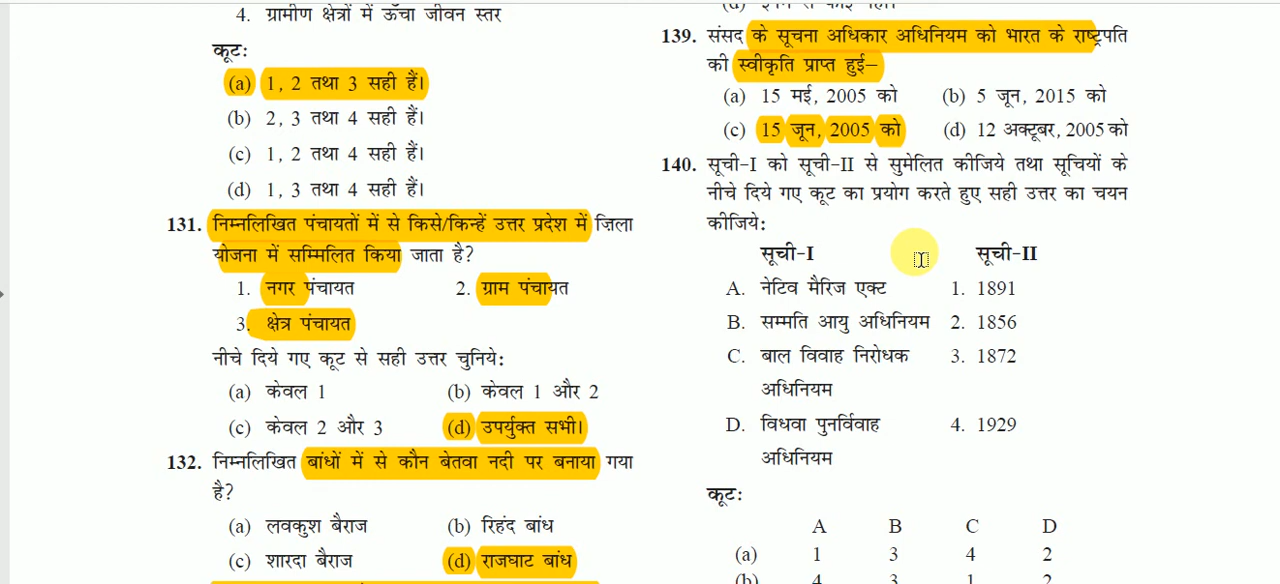 4. ग्रामीण क्षेत्रों में ऊँचा जीवन स्तर
कूट:
(a) 1, 2 तथा 3 सही हैं।
(b) 2, 3 तथा 4 सही हैं।
(c) 1, 2 तथा 4 सही हैं।
(d) 1, 3 तथा 4 सही हैं।
131. निम्नलिखित पंचायतों में से किसे/किन्हें उत्तर प्रदेश में जिला
योजना में सम्मिलित किया जाता है?
1. नगर पंचायत 2. ग्राम पंचायत
3. क्षेत्र पंचायत
नीचे दिये गए कूट से सही उत्तर चुनिये:
(a) केवल 1 (b) केवल 1 और 2
(c) केवल 2 और 3 (d) उपर्युक्त सभी।
132. निम्नलिखित बांधों में से कौन बेतवा नदी पर बनाया गया
है?
(a) लवकुश बैराज (b) रिहंद बांध
(c) शारदा बैराज (d) राजघाट बांध
139. संसद के सूचना अधिकार अधिनियम को भारत के राष्ट्रपति
की स्वीकृति प्राप्त हुई–
(a) 15 मई, 2005 को (b) 5 जून, 2015 को
(c) 15 जून, 2005 को (d) 12 अक्टूबर, 2005 को
140. सूची-I को सूची-II से सुमेलित कीजिये तथा सूचियों के
नीचे दिये गए कूट का प्रयोग करते हुए सही उत्तर का चयन
कीजिये:
सूची-I सूची-II
A. नेटिव मैरिज एक्ट 1. 1891
B. सम्मति आयु अधिनियम 2. 1856
C. बाल विवाह निरोधक 3. 1872
अधिनियम
D. विधवा पुनर्विवाह 4. 1929
अधिनियम
कूट:
A B C D
(a) 1 3 4 2
(b) 4 3 1 2